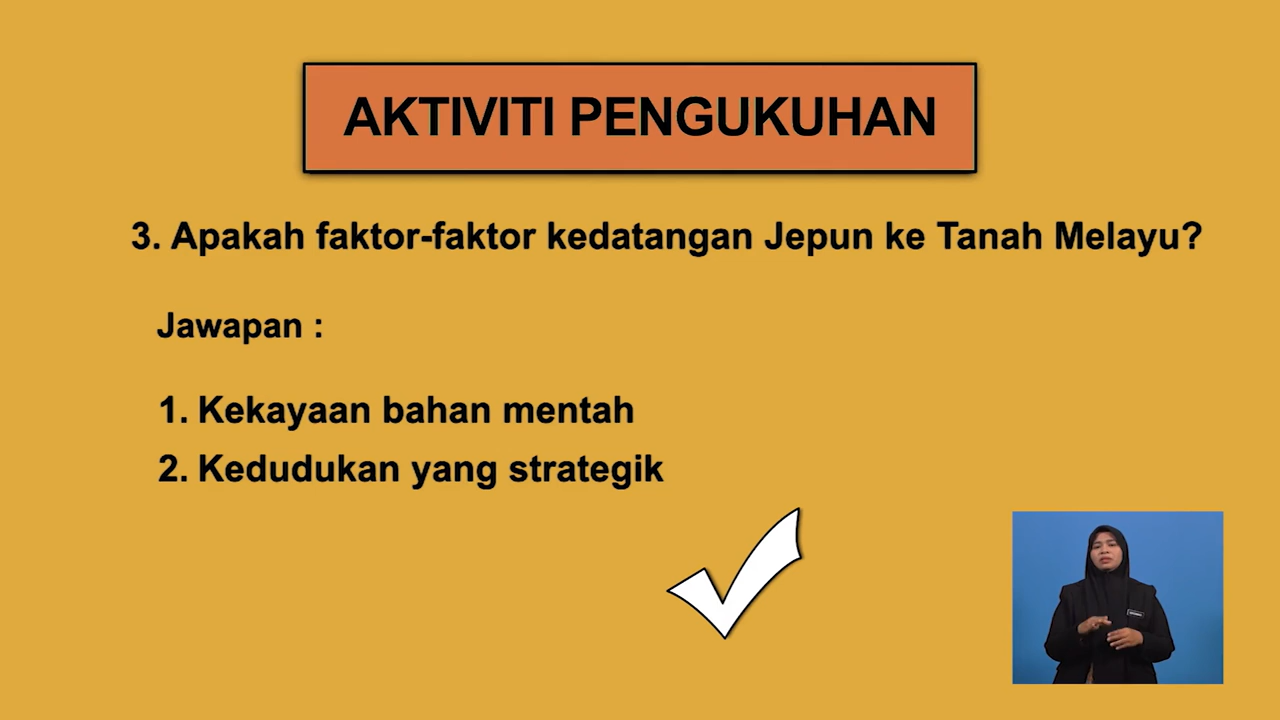 AKTIVITI PENGUKUHAN
3. Apakah faktor-faktor kedatangan Jepun ke Tanah Melayu?
Jawapan :
1. Kekayaan bahan mentah
2. Kedudukan yang strategik